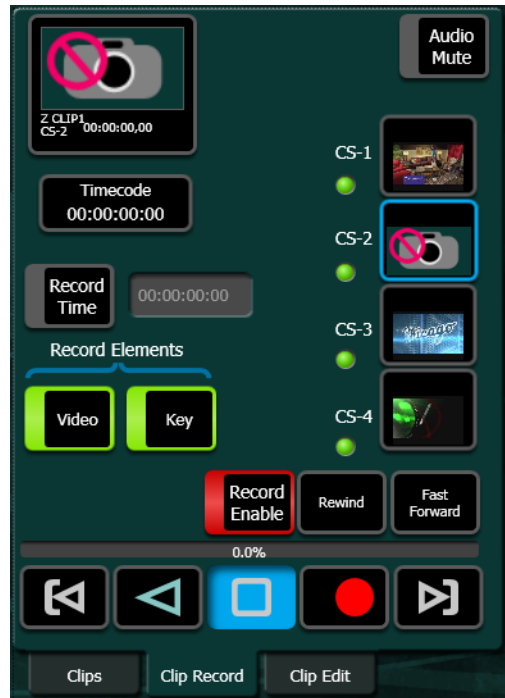 Audio
Mute
Z CLIP1
CS-2 00:00:00,00
CS-1
Timecode
00:00:00:00
CS-2
Record
Time
00:00:00:00
CS-3
Record Elements
Video
Key
CS-4
Record
Enable
Rewind
Fast
Forward
0.0%
Clips
Clip Record
Clip Edit